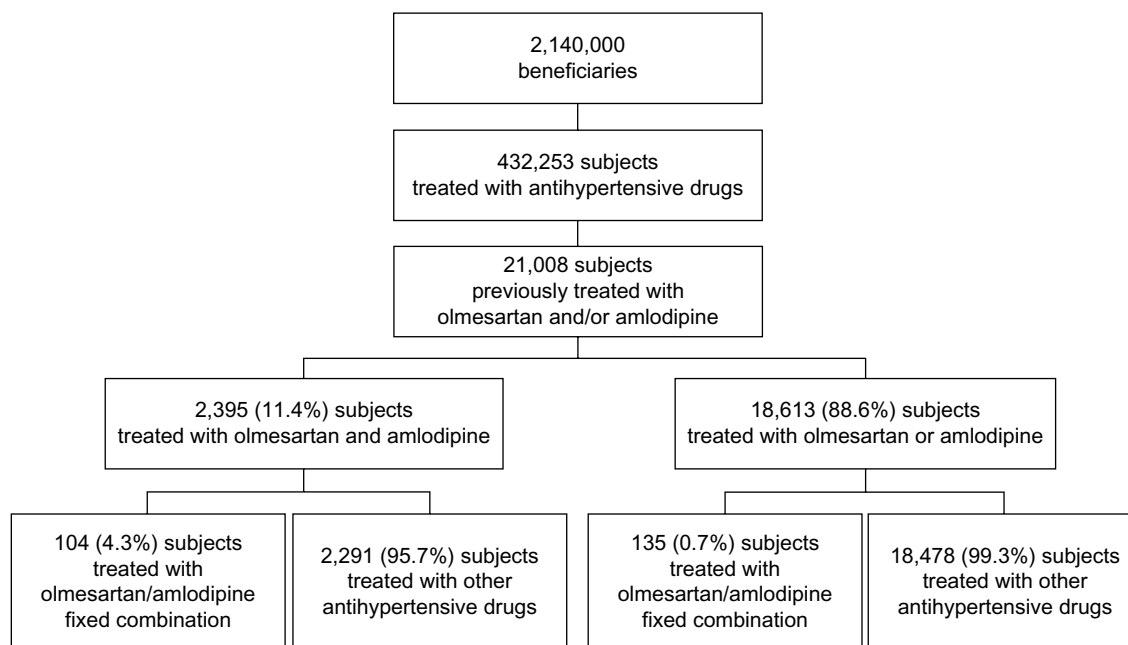 2,140,000
beneficiaries
432,253 subjects
treated with antihypertensive drugs
21,008 subjects
previously treated with
olmesartan and/or amlodipine
2,395 (11.4%) subjects
treated with olmesartan and amlodipine
18,613 (88.6%) subjects
treated with olmesartan or amlodipine
104 (4.3%) subjects
treated with
olmesartan/amlodipine
fixed combination
2,291 (95.7%) subjects
treated with other
antihypertensive drugs
135 (0.7%) subjects
treated with
olmesartan/amlodipine
fixed combination
18,478 (99.3%) subjects
treated with other
antihypertensive drugs